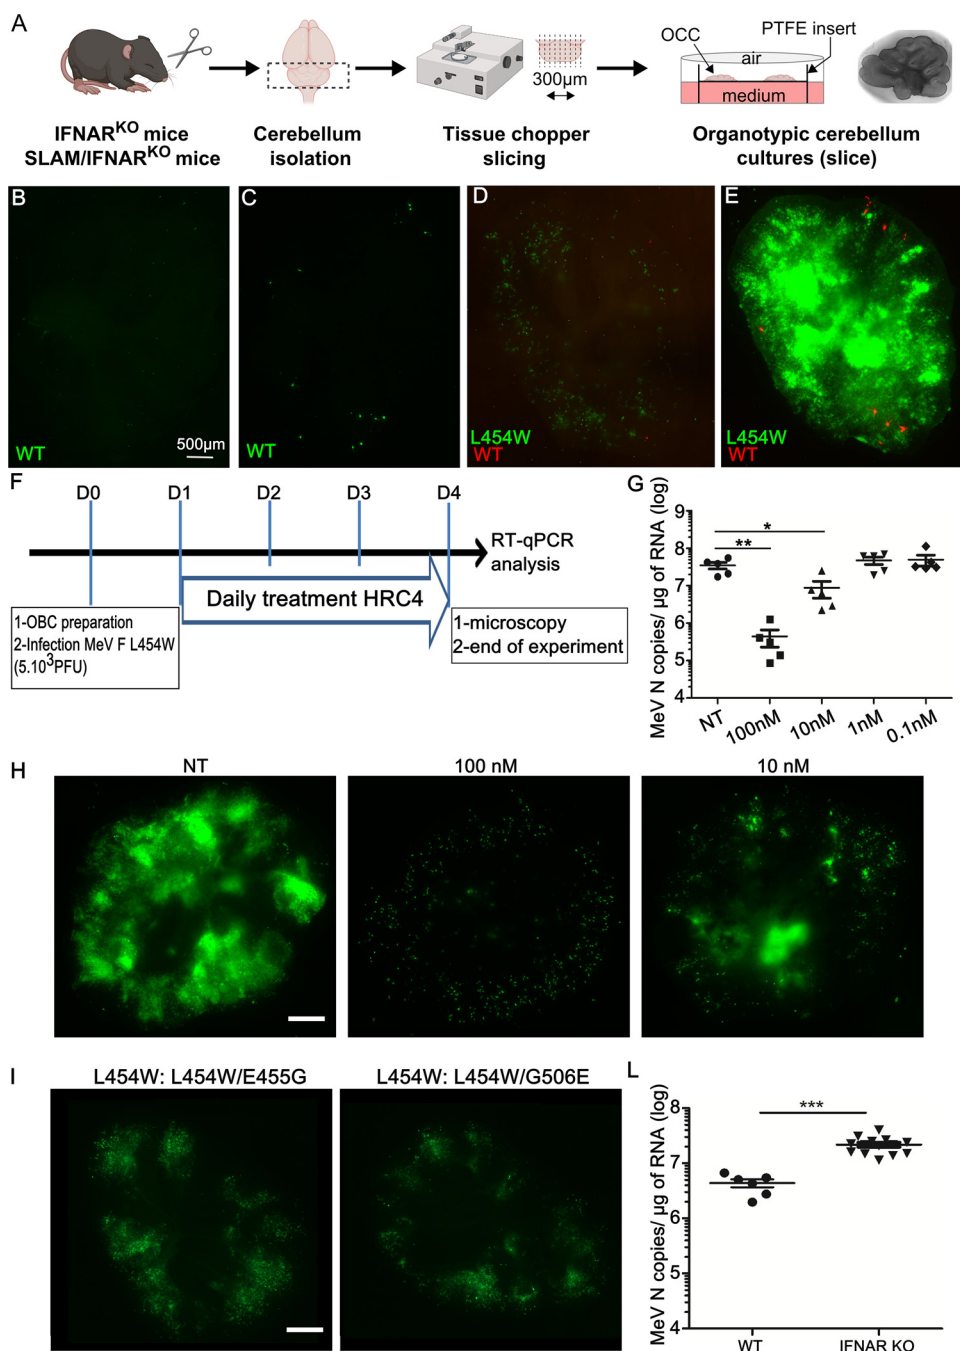 A
OCC
PTFE insert
air
300µm
medium
IFNARᴷᴼ mice
SLAM/IFNARᴷᴼ mice
Cerebellum
isolation
Tissue chopper
slicing
Organotypic cerebellum
cultures (slice)
B
WT
500µm
C
WT
D
L454W
WT
E
L454W
WT
F
D0
D1
D2
D3
D4
RT-qPCR
analysis
Daily treatment HRC4
1-OBC preparation
2-Infection MeV F L454W
(5.10³PFU)
1-microscopy
2-end of experiment
G
MeV N copies/ µg of RNA (log)
9
8
7
6
5
4
*
**
NT
100nM
10nM
1nM
0.1nM
H
NT
100 nM
10 nM
I
L454W: L454W/E455G
L454W: L454W/G506E
L
MeV N copies/ µg of RNA (log)
8
7
6
5
4
***
WT
IFNAR KO